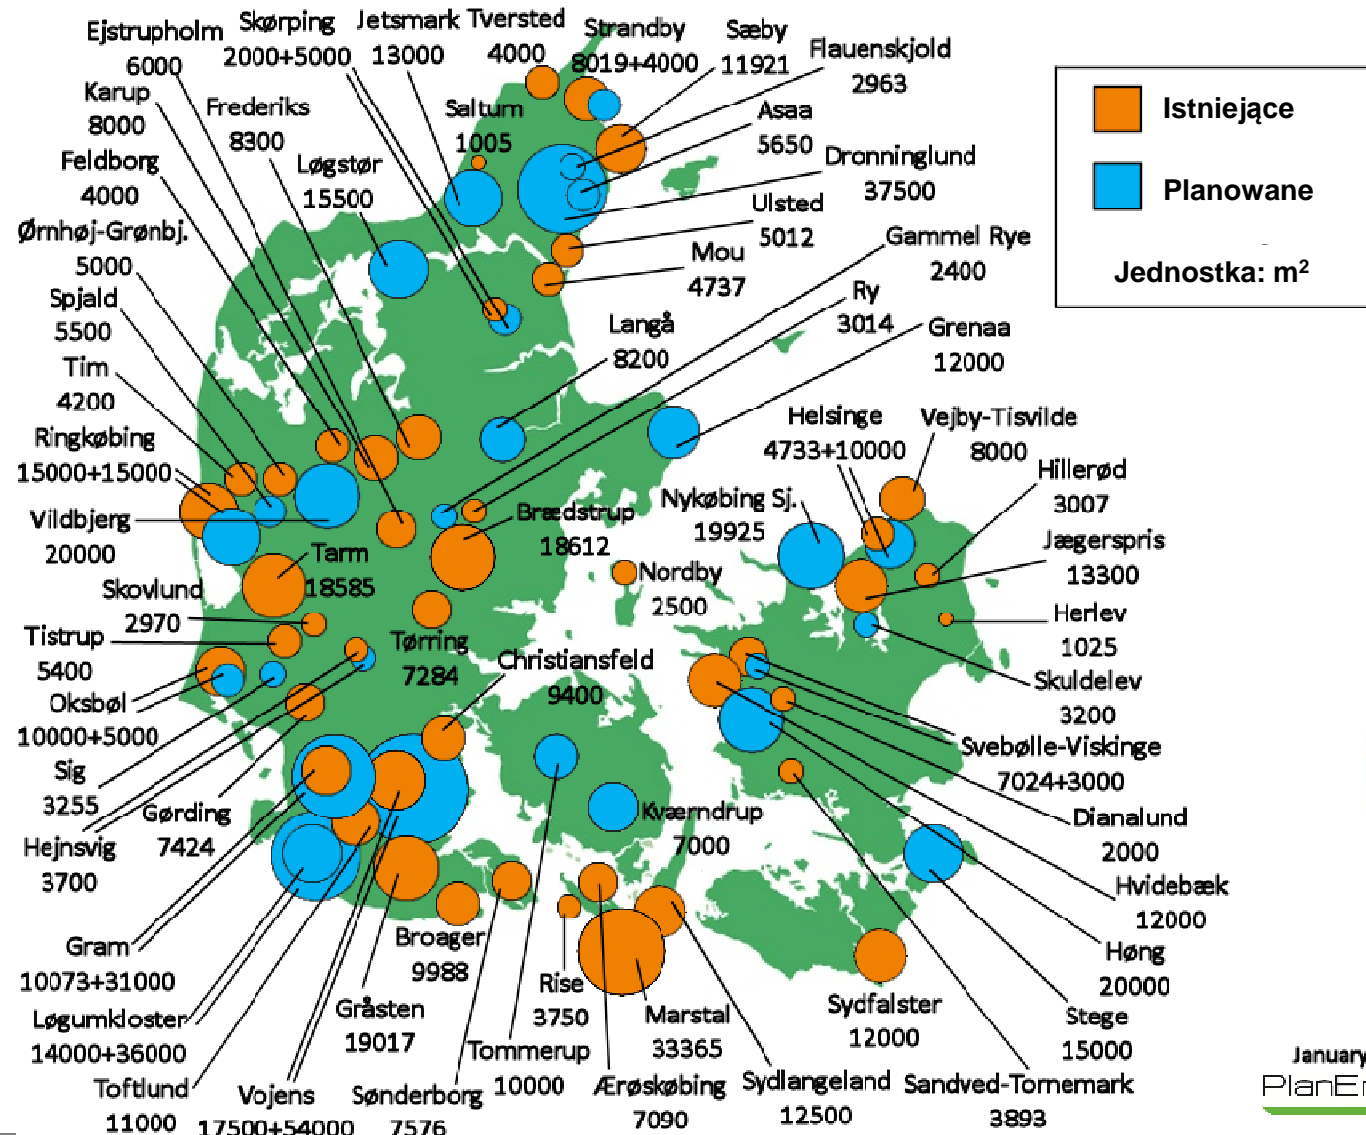 Ejstrupholm
6000
Skørping
2000+5000
Jetsmark
13000
Tversted
4000
Strandby
8019+4000
Sæby
11921
Flauenskjold
2963
Karup
8000
Frederiks
8300
Saltum
1005
Asaa
5650
Feldborg
4000
Løgstør
15500
Dronninglund
37500
Ørnhøj-Grønbj.
5000
Ulsted
5012
Mou
4737
Gammel Rye
2400
Spjald
5500
Ry
3014
Langå
8200
Grenaa
12000
Tim
4200
Ringkøbing
15000+15000
Helsinge
4733+10000
Vejby-Tisvilde
8000
Hillerød
3007
Vildbjerg
20000
Brædstrup
18612
Nykøbing Sj.
19925
Jægerspris
13300
Tarm
18585
Nordby
2500
Skovlund
2970
Herlev
1025
Tistrup
5400
Tørring
7284
Christiansfeld
9400
Skuldelev
3200
Oksbøl
10000+5000
Svebølle-Viskinge
7024+3000
Sig
3255
Gørding
7424
Kværndrup
7000
Dianalund
2000
Hejnsvig
3700
Hvidebæk
12000
Gram
10073+31000
Broager
9988
Høng
20000
Rise
3750
Løgumkloster
14000+36000
Gråsten
19017
Marstal
33365
Sydfalster
12000
Stege
15000
Toftlund
11000
Vojens
17500+54000
Sønderborg
7576
Tommerup
10000
Ærøskøbing
7090
Sydlangeland
12500
Sandved-Tornemark
3893
Istniejące
Planowane
Jednostka: m²
January
PlanEn